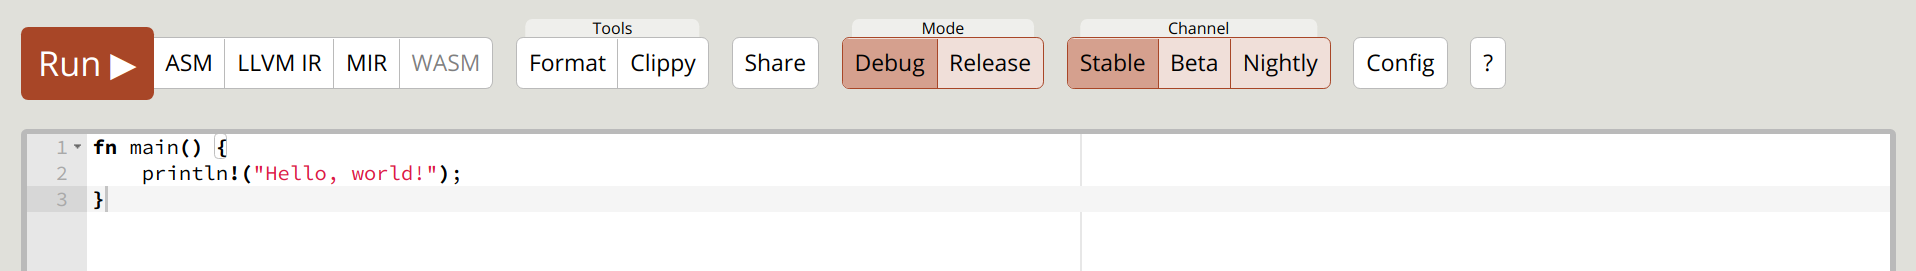 Tools Mode Channel
Run ▶ ASM LLVM IR MIR WASM Format Clippy Share Debug Release Stable Beta Nightly Config ?
1 fn main() {
2     println!("Hello, world!");
3 }